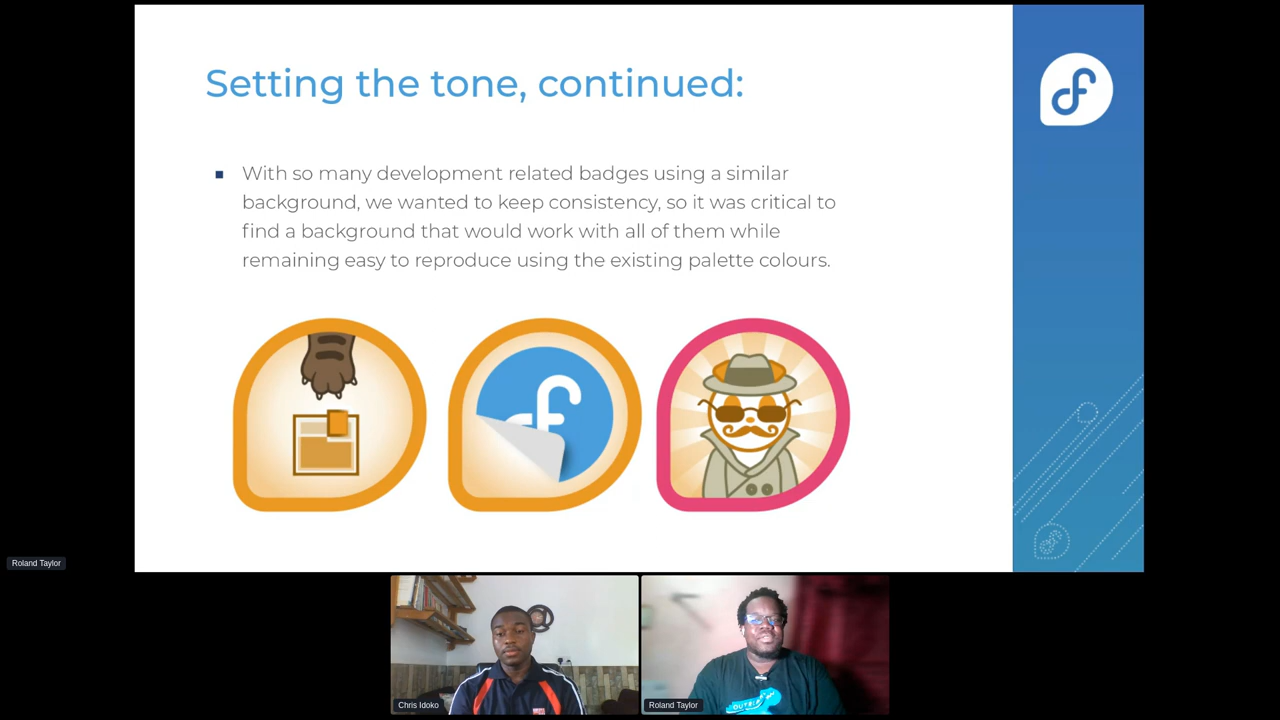 Setting the tone, continued:
With so many development related badges using a similar
background, we wanted to keep consistency, so it was critical to
find a background that would work with all of them while
remaining easy to reproduce using the existing palette colours.
Roland Taylor
Chris Idoko
Roland Taylor